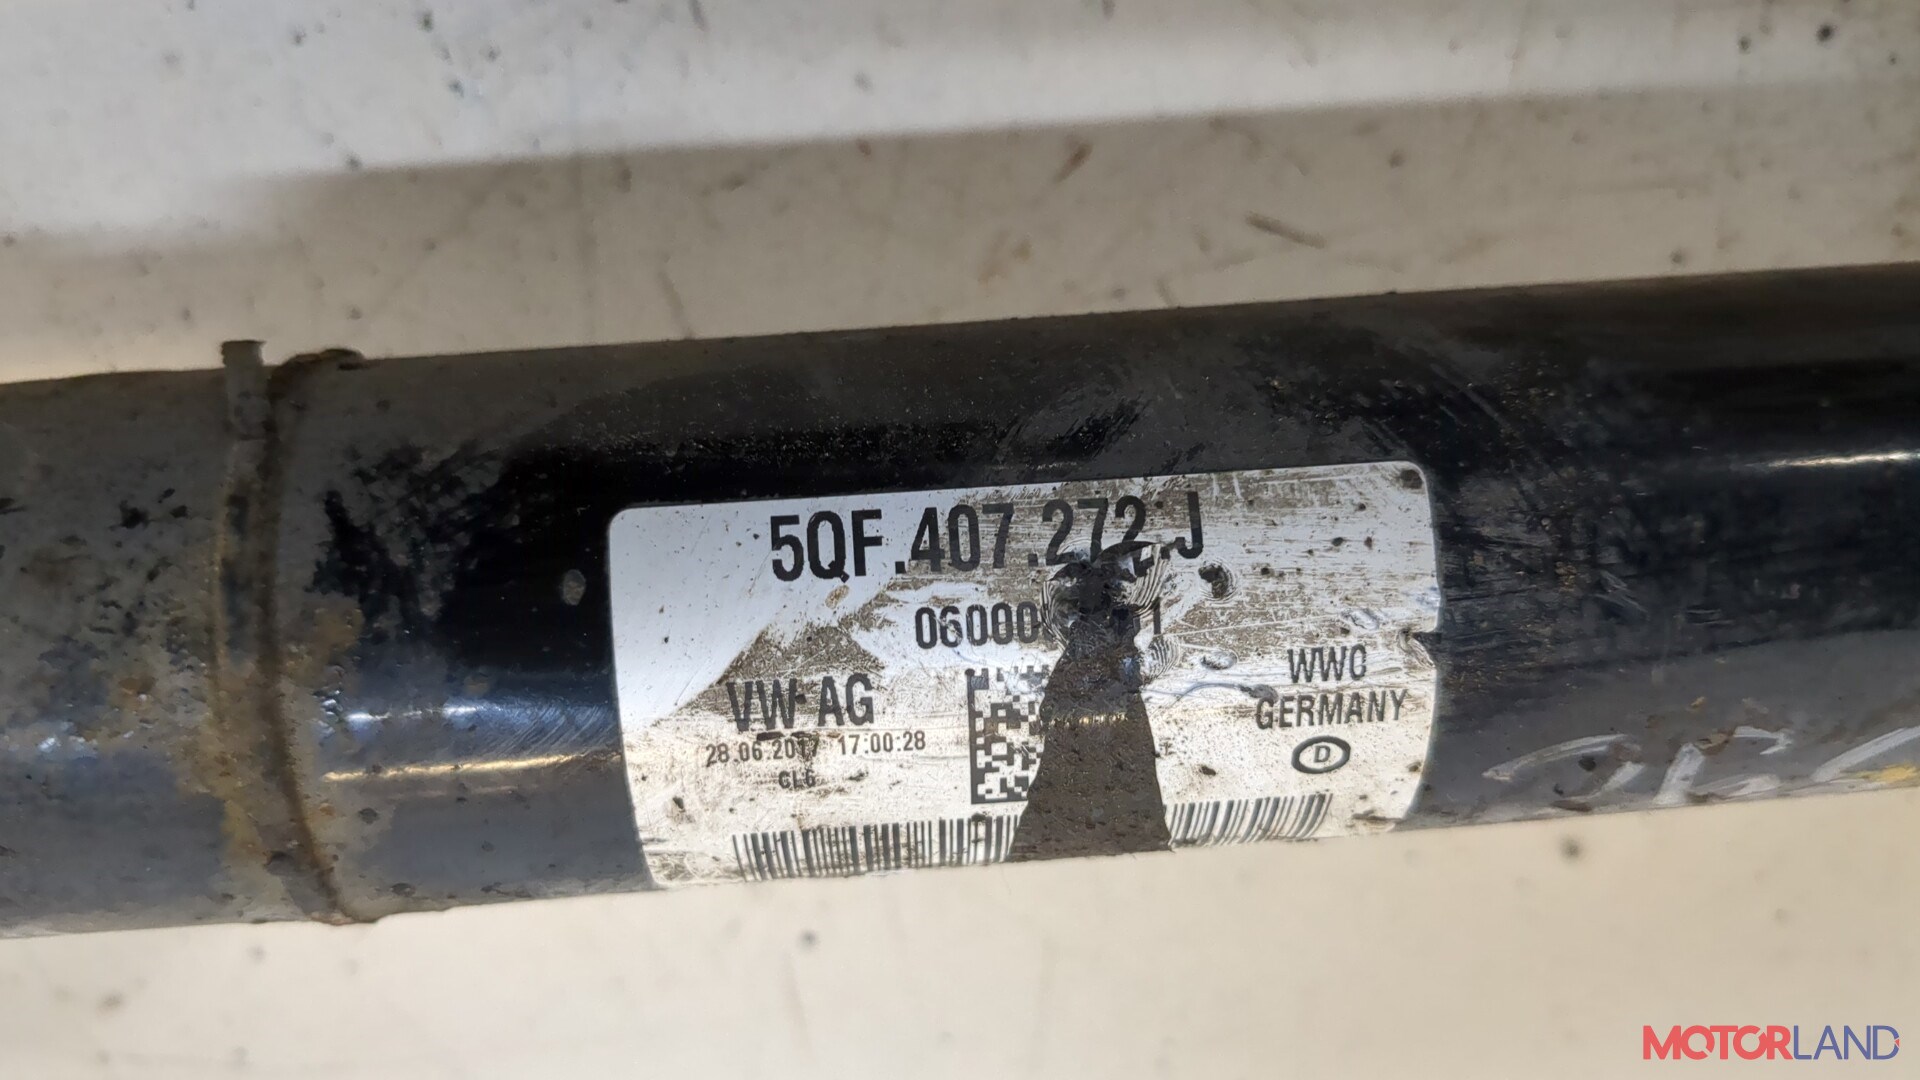 5QF.407.272.J
VW AG
28.06.2017 17:00:28
GL6
WWO
GERMANY
D
MOTORLAND